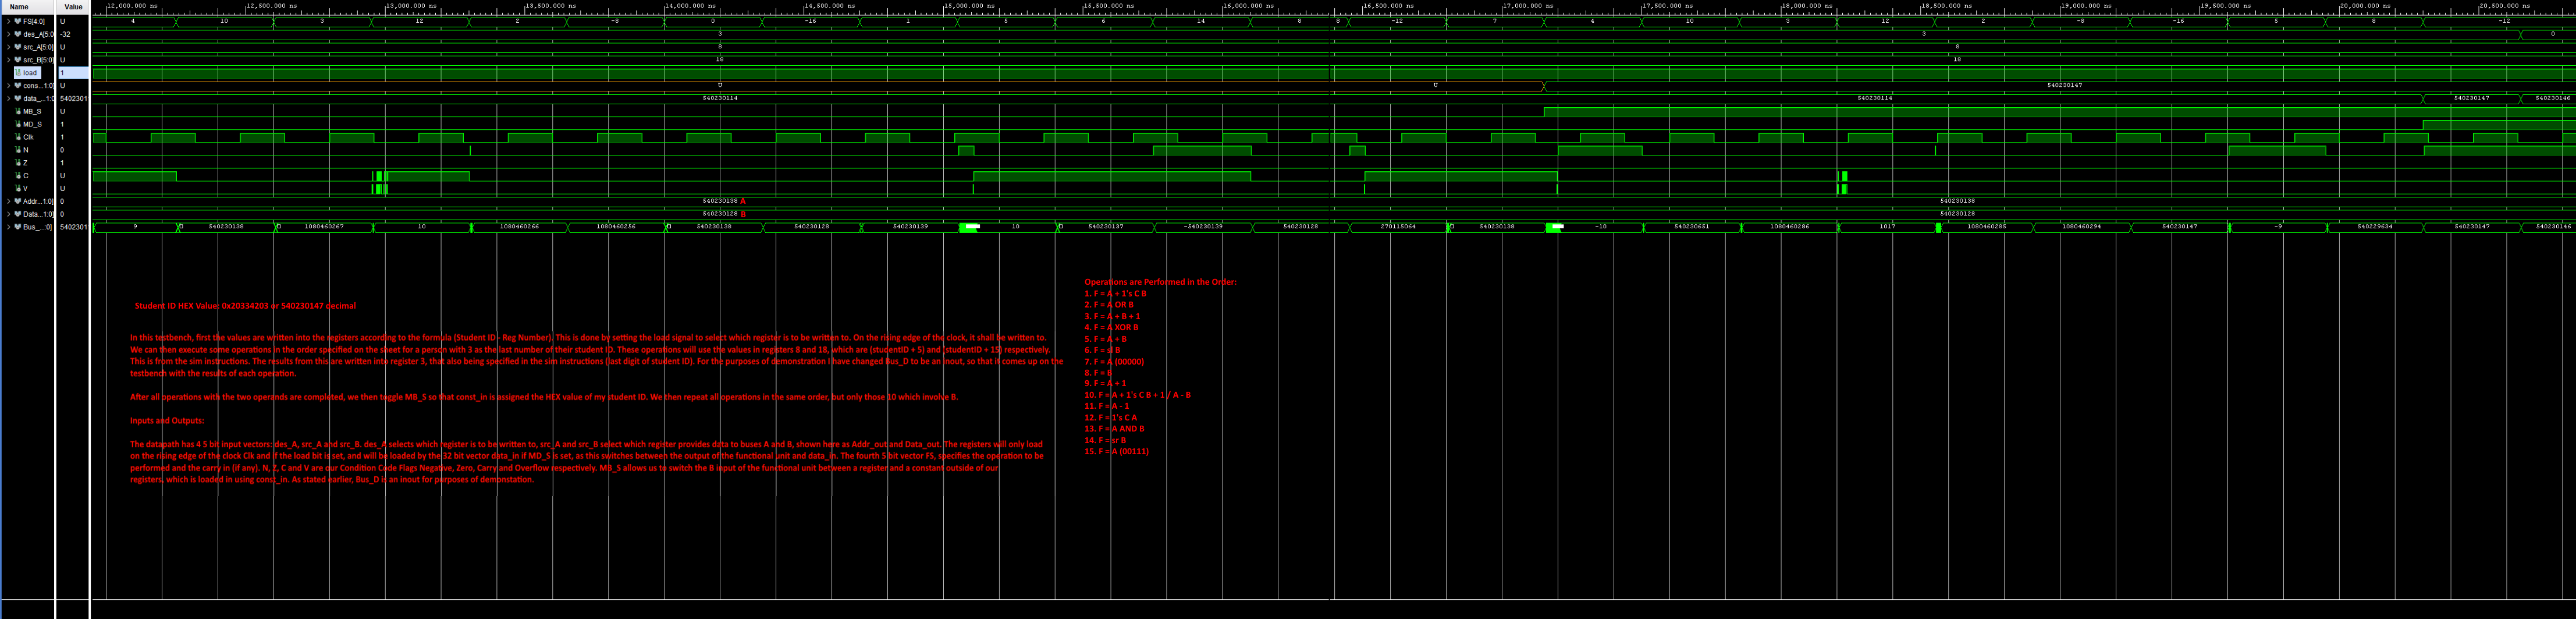 Name Value 12,000.000 ns 12,500.000 ns 13,000.000 ns 13,500.000 ns 14,000.000 ns 14,500.000 ns 15,000.000 ns 15,500.000 ns 16,000.000 ns 16,500.000 ns 17,000.000 ns 17,500.000 ns 18,000.000 ns 18,500.000 ns 19,000.000 ns 19,500.000 ns 20,000.000 ns 20,500.000 ns
FS[4:0] U 4 10 3 12 2 -8 0 -16 1 5 6 14 8 8 -12 7 4 10 3 12 2 -8 -16 5 8 -12
des_A[5:0 -32 3 3 0
src_A[5:0] U 8 8
src_B[5:0] U 18 18
load 1
cons...1:0] U U U 540230147
data_...1:0 5402301 540230114 540230114 540230147 540230146
MB_S U
MD_S 1
Clk 1
N 0
Z 1
C U
V U
Addr...1:0] 0 540230138 A 540230138
Data...1:0] 0 540230128 B 540230128
Bus_...:0] 5402301 9 0 540230138 0 1080460267 10 1080460266 1080460256 0 540230138 540230128 540230139 10 0 540230137 -540230139 540230128 270115064 0 540230138 -10 540230651 1080460286 1017 1080460285 1080460294 540230147 -9 540229634 540230147 540230146
Student ID HEX Value: 0x20334203 or 540230147 decimal
In this testbench, first the values are written into the registers according to the formula (Student ID - Reg Number). This is done by setting the load signal to select which register is to be written to. On the rising edge of the clock, it shall be written to.
We can then execute some operations in the order specified on the sheet for a person with 3 as the last number of their student ID. These operations will use the values in registers 8 and 18, which are (studentID + 5) and (studentID + 15) respectively.
This is from the sim instructions. The results from this are written into register 3, that also being specified in the sim instructions (last digit of student ID). For the purposes of demonstration I have changed Bus_D to be an inout, so that it comes up on the
testbench with the results of each operation.
After all operations with the two operands are completed, we then toggle MB_S so that const_in is assigned the HEX value of my student ID. We then repeat all operations in the same order, but only those 10 which involve B.
Inputs and Outputs:
The datapath has 4 5 bit input vectors: des_A, src_A and src_B. des_A selects which register is to be written to, src_A and src_B select which register provides data to buses A and B, shown here as Addr_out and Data_out. The registers will only load
on the rising edge of the clock Clk and if the load bit is set, and will be loaded by the 32 bit vector data_in if MD_S is set, as this switches between the output of the functional unit and data_in. The fourth 5 bit vector FS, specifies the operation to be
performed and the carry in (if any). N, Z, C and V are our Condition Code Flags Negative, Zero, Carry and Overflow respectively. MB_S allows us to switch the B input of the functional unit between a register and a constant outside of our
registers, which is loaded in using const_in. As stated earlier, Bus_D is an inout for purposes of demonstation.
Operations are Performed in the Order:
1. F = A + 1's C B
2. F = A OR B
3. F = A + B + 1
4. F = A XOR B
5. F = A + B
6. F = sl B
7. F = A (00000)
8. F = B
9. F = A + 1
10. F = A + 1's C B + 1 / A - B
11. F = A - 1
12. F = 1's C A
13. F = A AND B
14. F = sr B
15. F = A (00111)